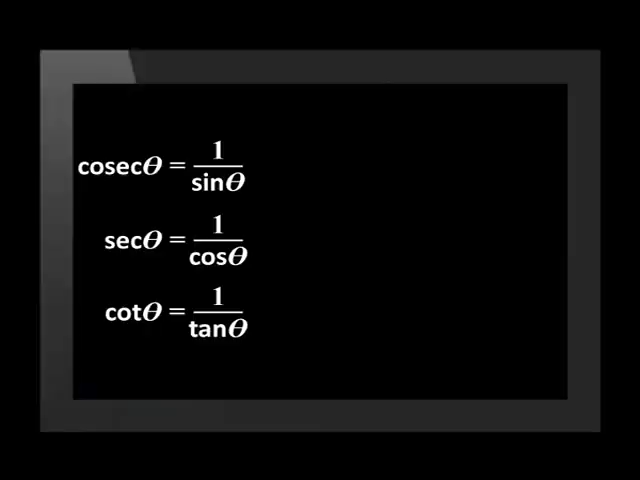 cosecθ = 1/sinθ
secθ = 1/cosθ
cotθ = 1/tanθ